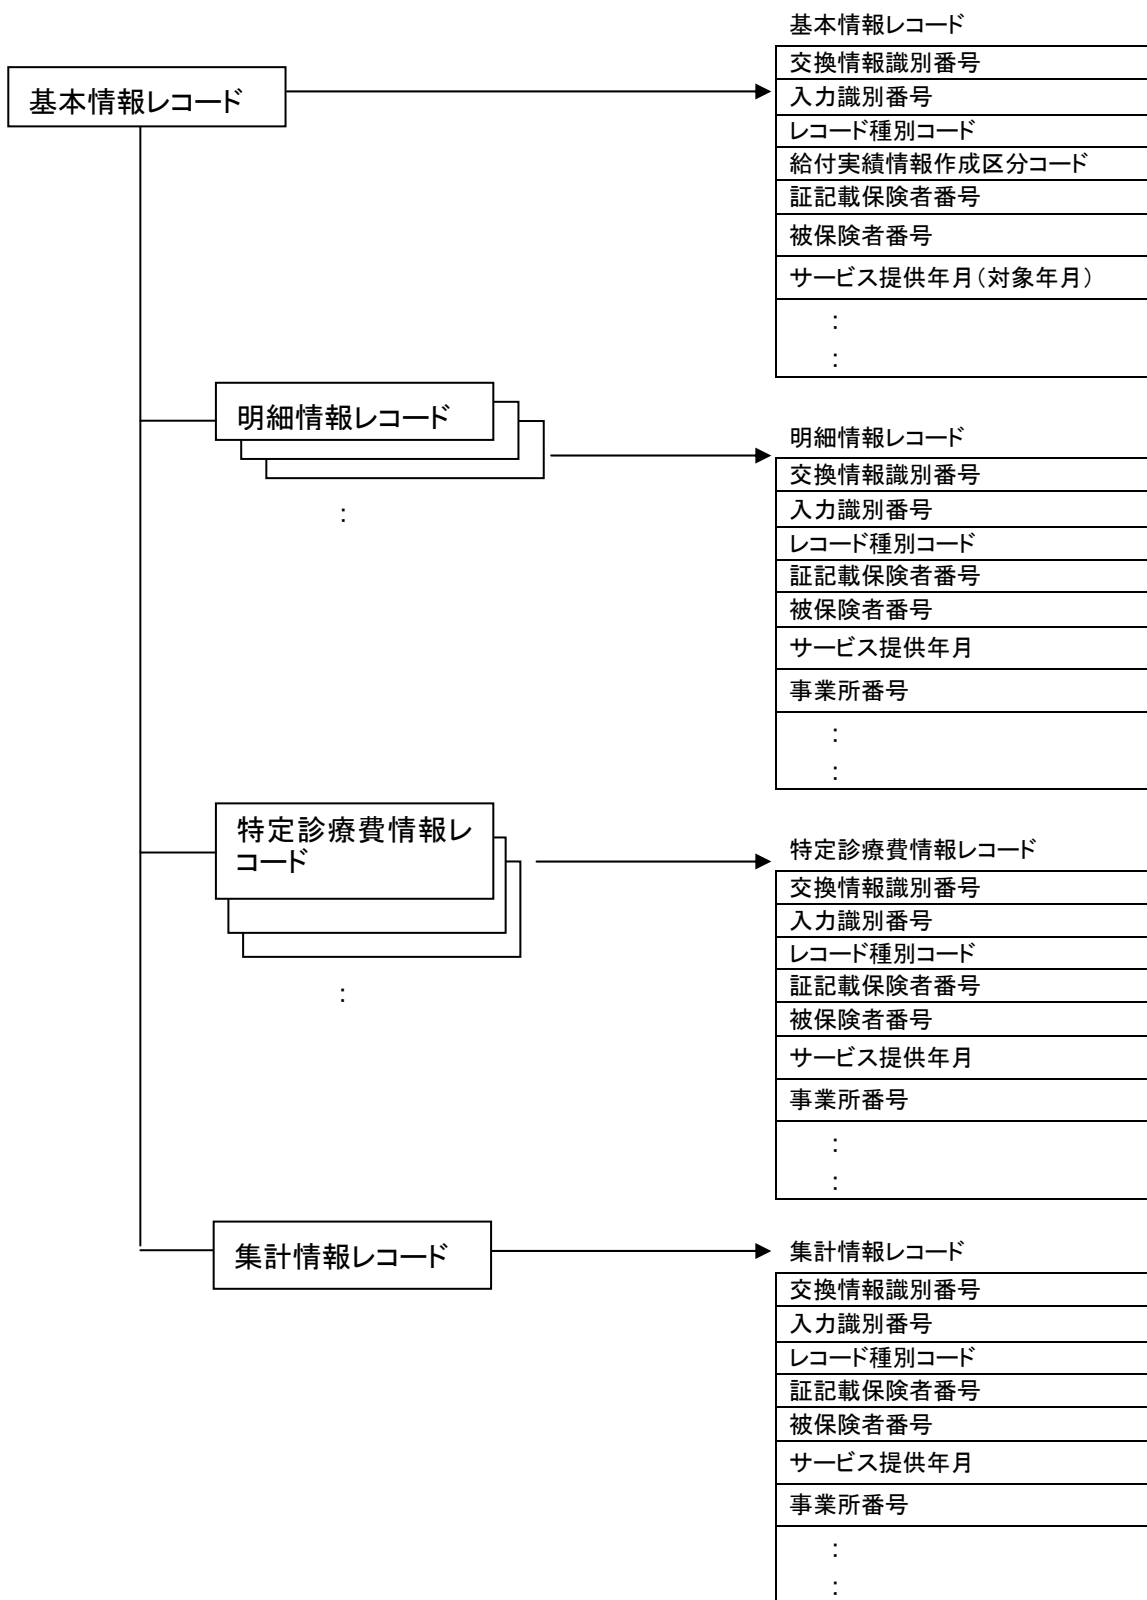 基本情報レコード
基本情報レコード
交換情報識別番号
入力識別番号
レコード種別コード
給付実績情報作成区分コード
証記載保険者番号
被保険者番号
サービス提供年月(対象年月)
:
:
明細情報レコード
:
明細情報レコード
交換情報識別番号
入力識別番号
レコード種別コード
証記載保険者番号
被保険者番号
サービス提供年月
事業所番号
:
:
特定診療費情報レ
コード
:
特定診療費情報レコード
交換情報識別番号
入力識別番号
レコード種別コード
証記載保険者番号
被保険者番号
サービス提供年月
事業所番号
:
:
集計情報レコード
集計情報レコード
交換情報識別番号
入力識別番号
レコード種別コード
証記載保険者番号
被保険者番号
サービス提供年月
事業所番号
:
: